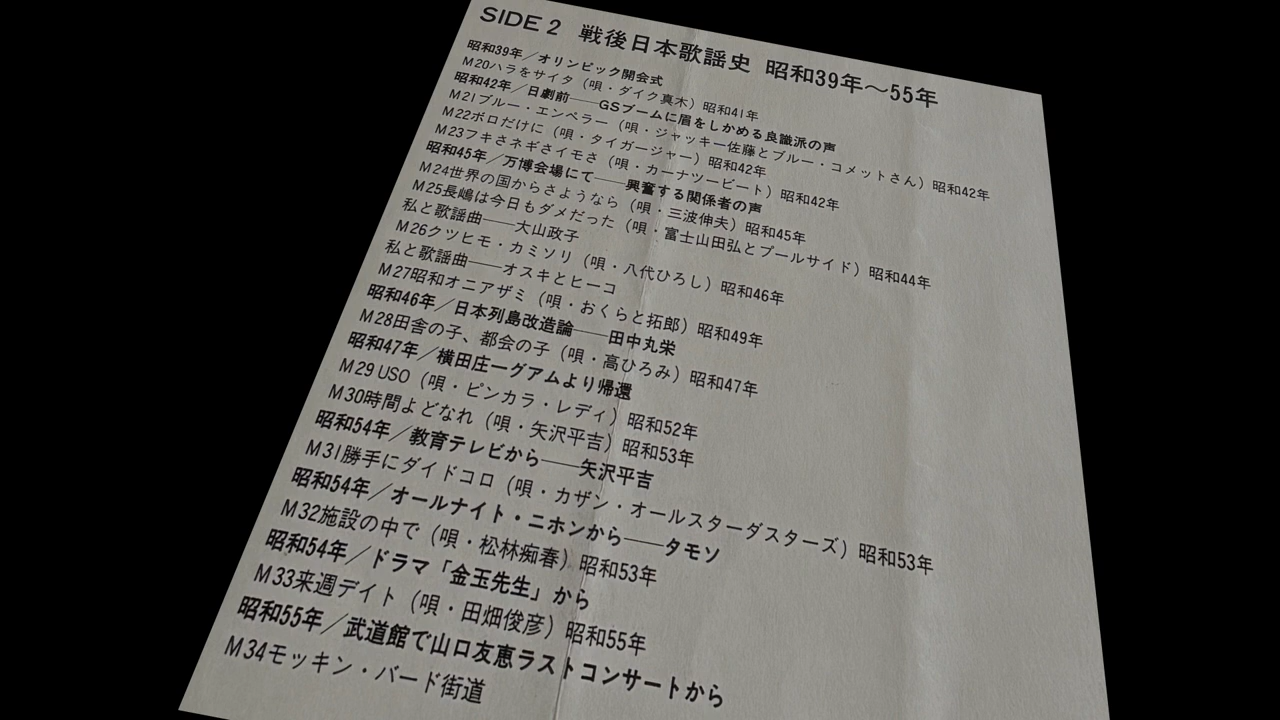 SIDE 2 戦後日本歌謡史 昭和39年〜55年
昭和39年／オリンピック開会式
M20ハラをサイタ（唄・ダイク真木）昭和41年
昭和42年／日劇前──GSブームに眉をしかめる良識派の声
M21ブルー・エンペラー（唄・ジャッキー佐藤とブルー・コメットさん）昭和42年
M22ボロだけに（唄・タイガージャー）昭和42年
M23フキさネギさイモさ（唄・カーナツービート）昭和42年
昭和45年／万博会場にて──興奮する関係者の声
M24世界の国からさようなら（唄・三波伸夫）昭和45年
M25長嶋は今日もダメだった（唄・富士山田弘とプールサイド）昭和44年
私と歌謡曲──大山政子
M26クツヒモ・カミソリ（唄・八代ひろし）昭和46年
私と歌謡曲──オスキとヒーコ
M27昭和オニアザミ（唄・おくらと拓郎）昭和49年
昭和46年／日本列島改造論──田中丸栄
M28田舎の子、都会の子（唄・高ひろみ）昭和47年
昭和47年／横田庄一グアムより帰還
M29 USO（唄・ピンカラ・レディ）昭和52年
M30時間よどなれ（唄・矢沢平吉）昭和53年
昭和54年／教育テレビから──矢沢平吉
M31勝手にダイドコロ（唄・カザン・オールスターダスターズ）昭和53年
昭和54年／オールナイト・ニホンから──タモソ
M32施設の中で（唄・松林痴春）昭和53年
昭和54年／ドラマ「金玉先生」から
M33来週デイト（唄・田畑俊彦）昭和55年
昭和55年／武道館で山口友恵ラストコンサートから
M34モッキン・バード街道